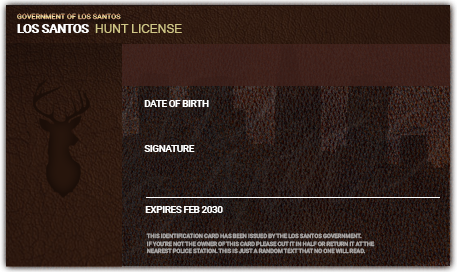 GOVERNMENT OF LOS SANTOS
LOS SANTOS HUNT LICENSE
DATE OF BIRTH
SIGNATURE
EXPIRES FEB 2030
THIS IDENTIFICATION CARD HAS BEEN ISSUED BY THE LOS SANTOS GOVERNMENT.
IF YOU'RE NOT THE OWNER OF THIS CARD PLEASE CUT IT IN HALF OR RETURN IT AT THE
NEAREST POLICE STATION. THIS IS JUST A RANDOM TEXT THAT NO ONE WILL READ.